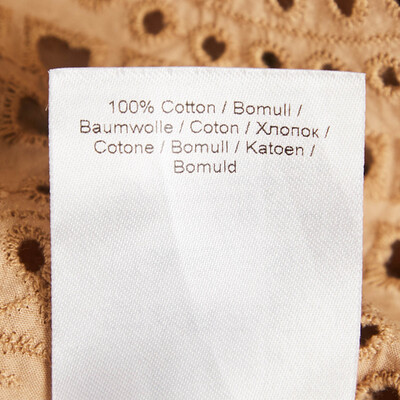 100% Cotton / Bomull /
Baumwolle / Coton / Хлопок /
Cotone / Bomull / Katoen /
Bomuld